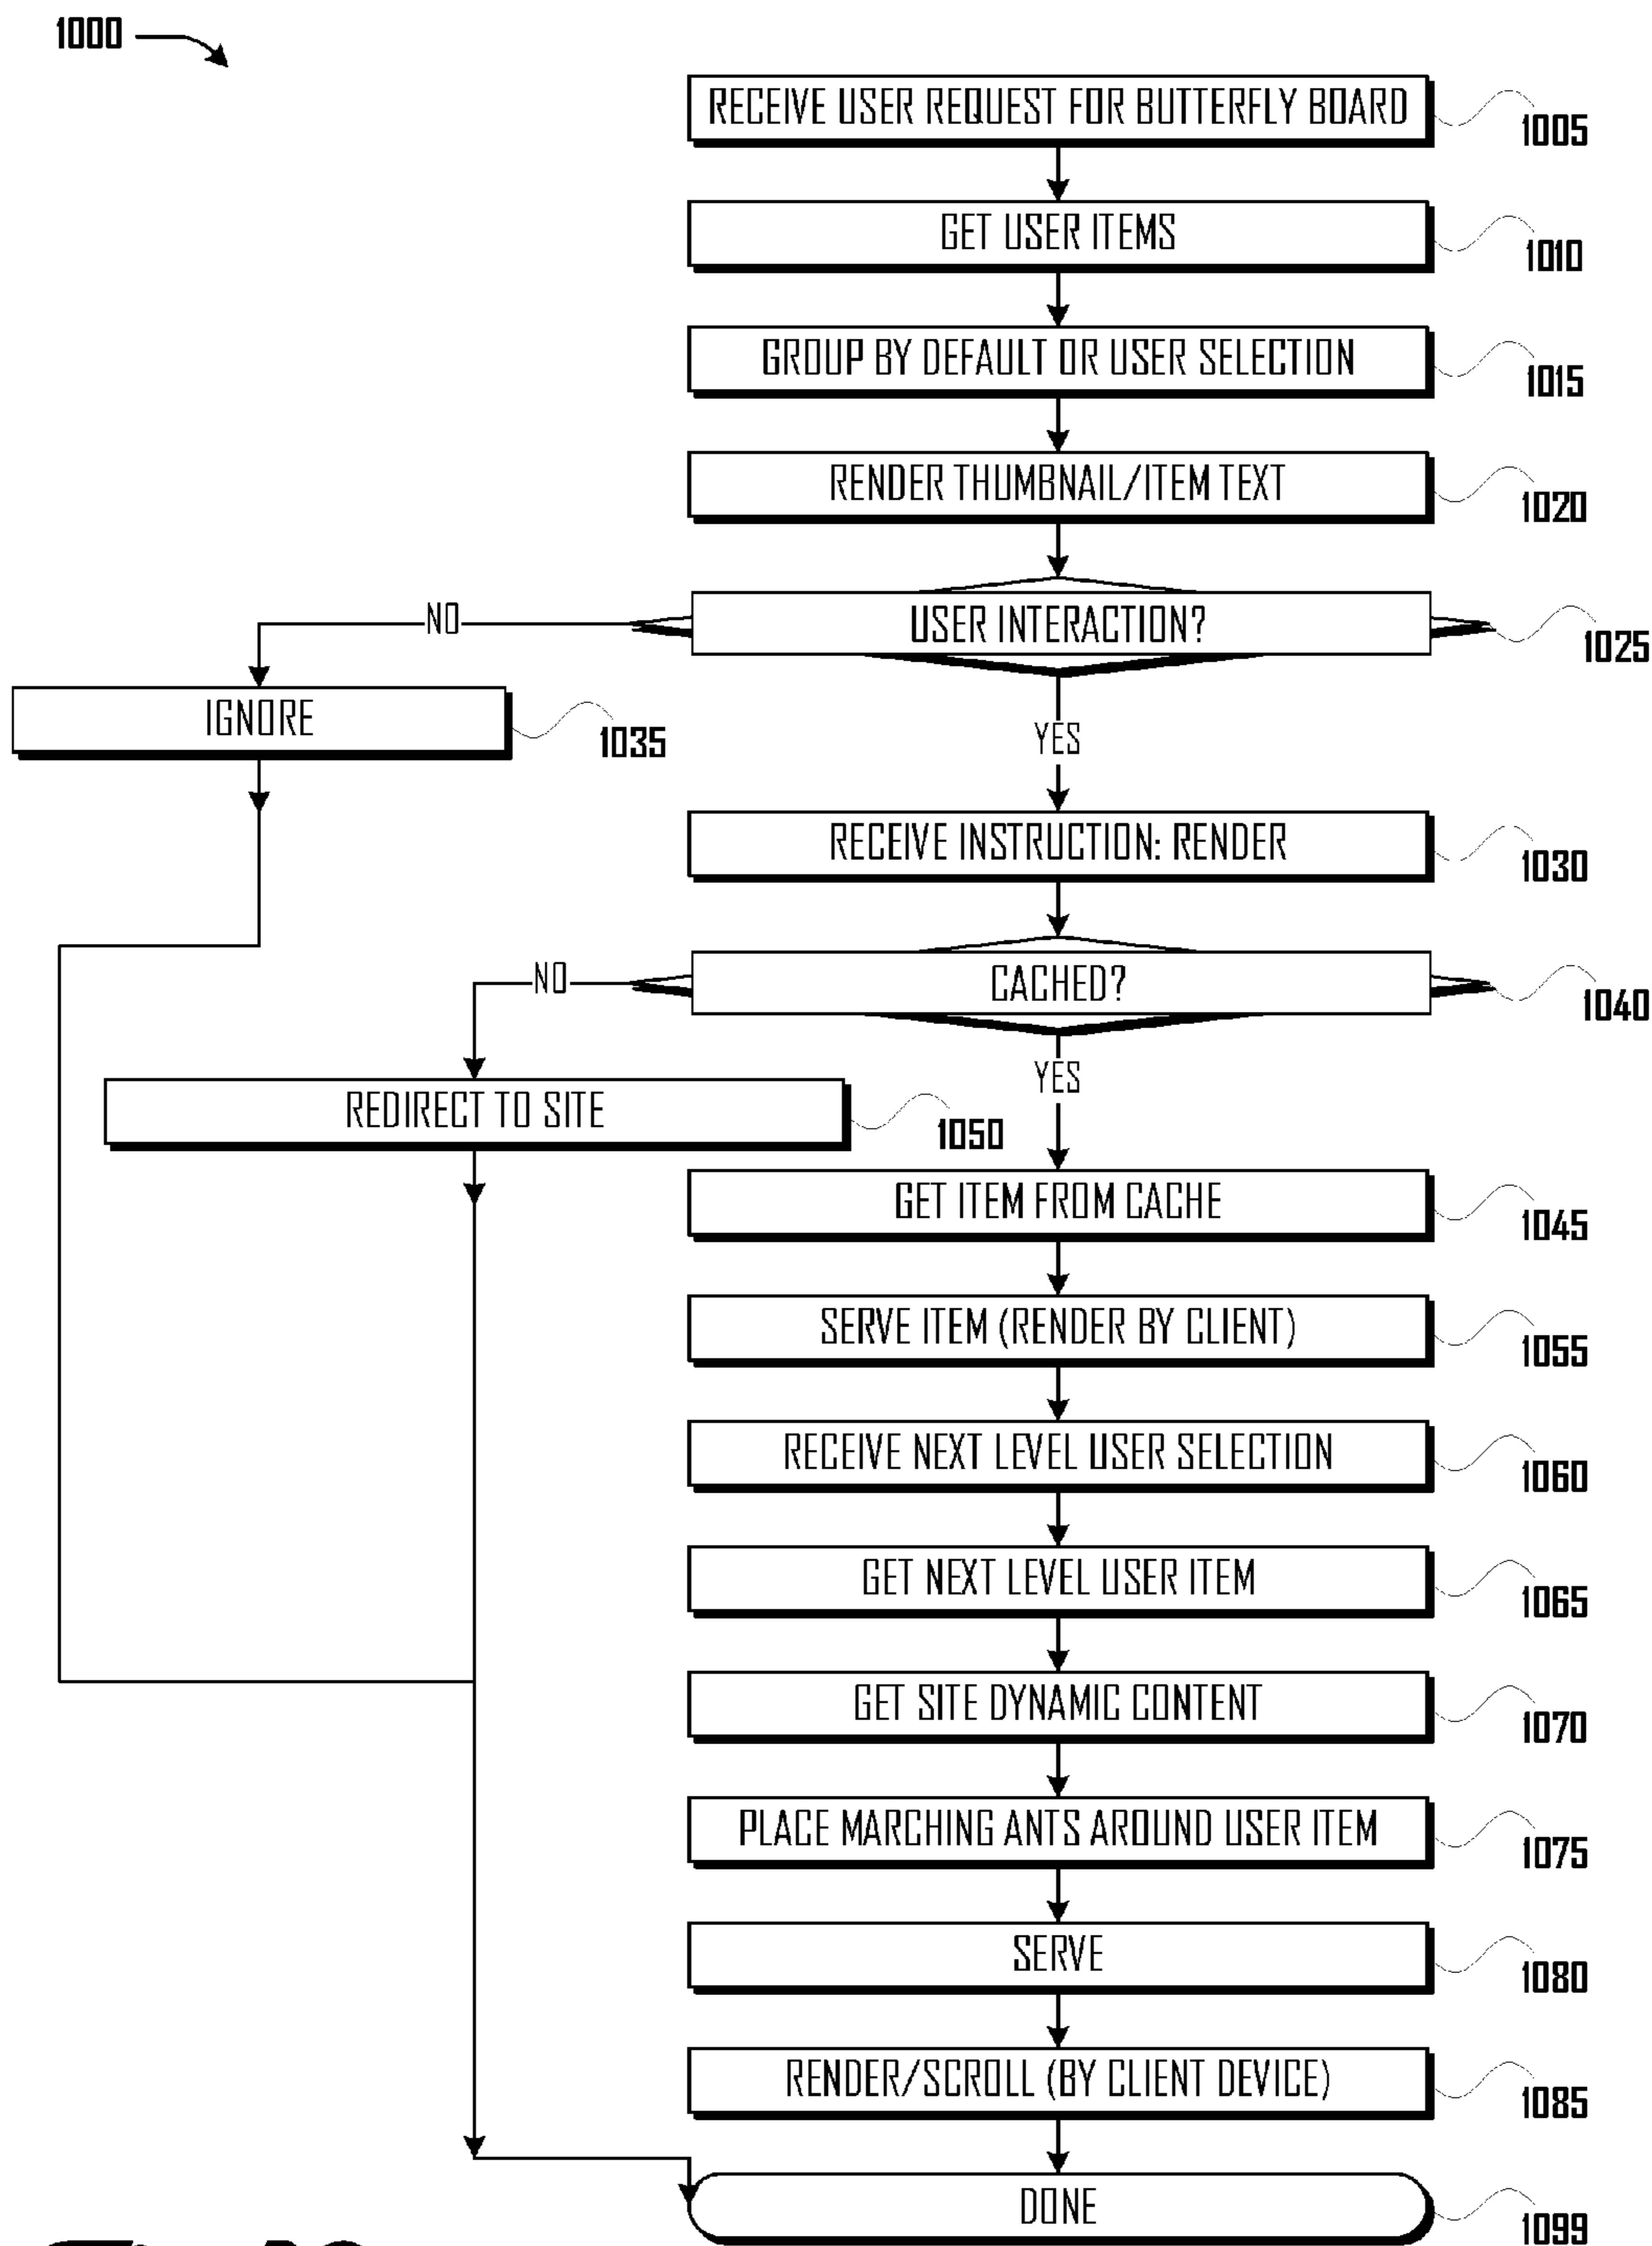 1000
RECEIVE USER REQUEST FOR BUTTERFLY BOARD
1005
GET USER ITEMS
1010
GROUP BY DEFAULT OR USER SELECTION
1015
RENDER THUMBNAIL/ITEM TEXT
1020
NO
USER INTERACTION?
1025
IGNORE
1035
YES
RECEIVE INSTRUCTION: RENDER
1030
NO
CACHED?
1040
YES
REDIRECT TO SITE
1050
GET ITEM FROM CACHE
1045
SERVE ITEM (RENDER BY CLIENT)
1055
RECEIVE NEXT LEVEL USER SELECTION
1060
GET NEXT LEVEL USER ITEM
1065
GET SITE DYNAMIC CONTENT
1070
PLACE MARCHING ANTS AROUND USER ITEM
1075
SERVE
1080
RENDER/SCROLL (BY CLIENT DEVICE)
1085
DONE
1099